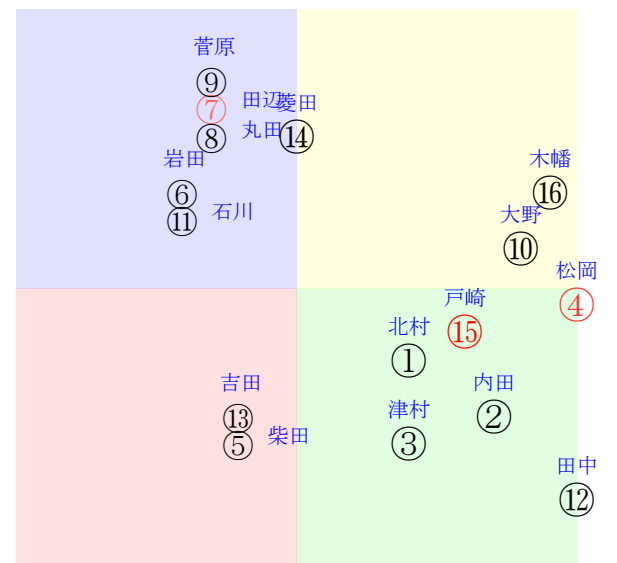 菅原
⑨
田辺
⑦
菱田
丸田
⑧
⑭
岩田
⑥
石川
⑪
木幡
⑯
大野
⑩
松岡
④
戸崎
⑮
北村
①
吉田
⑬
柴田
⑤
内田
②
津村
③
田中
⑫